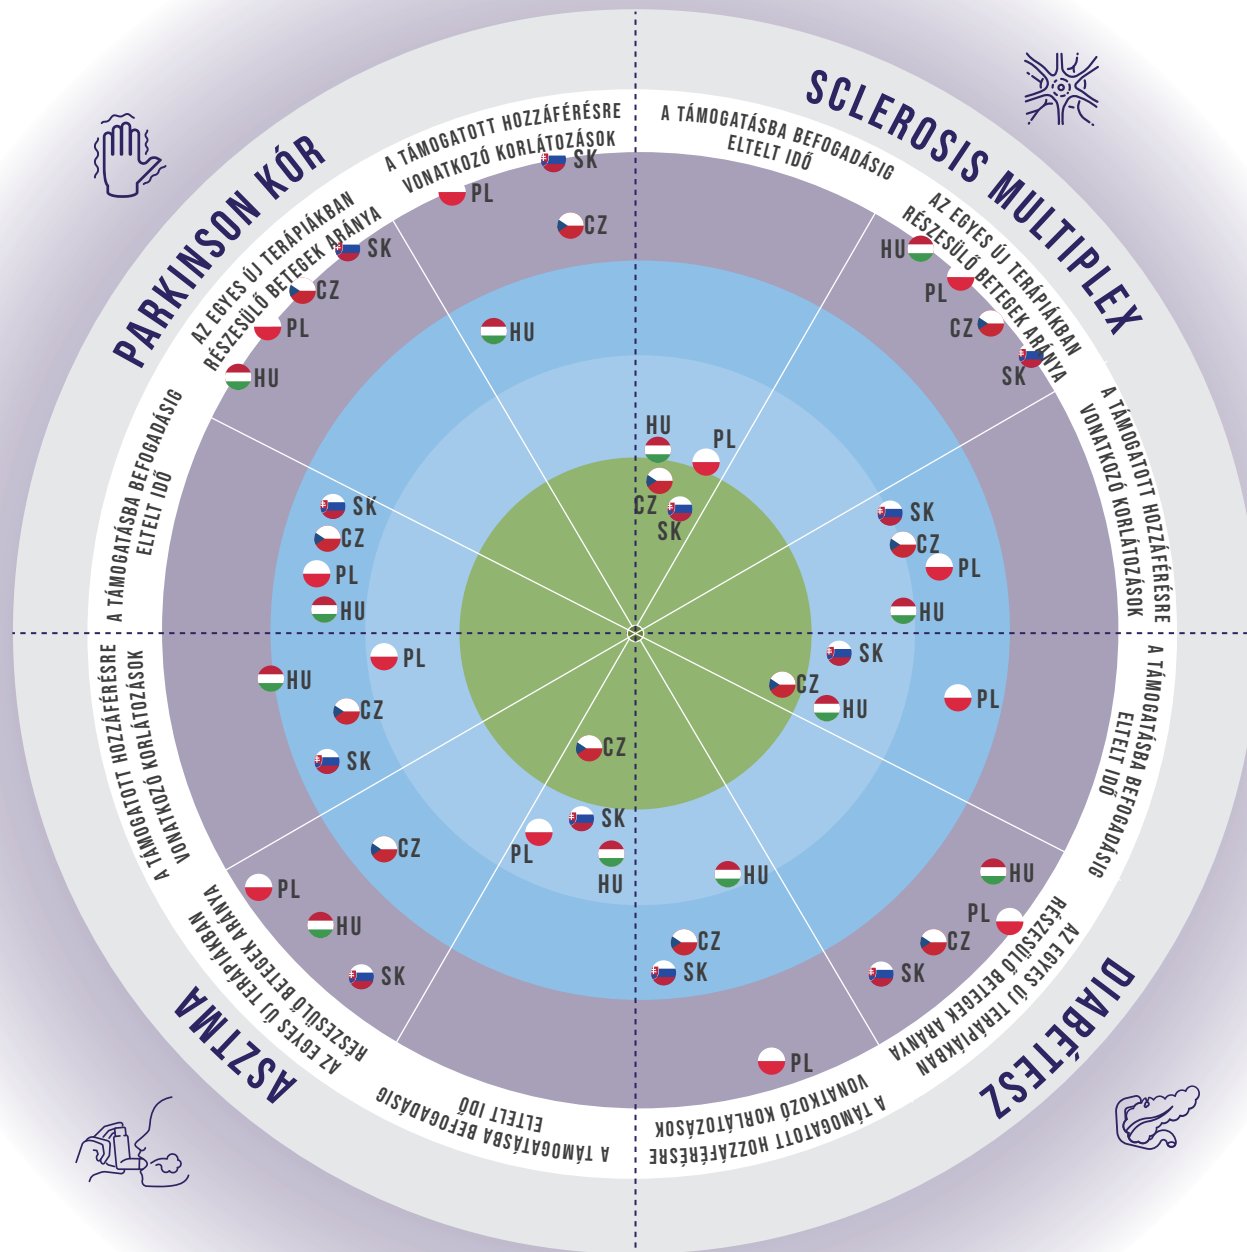 SCLEROSIS MULTIPLEX
A TÁMOGATÁSBA BEFOGADÁSIG
ELTELT IDŐ
HU
PL
CZ
SK
AZ EGYES ÚJ TERÁPIÁKBAN
RÉSZESÜLŐ BETEGEK ARÁNYA
HU
PL
CZ
SK
A TÁMOGATOTT HOZZÁFÉRÉSRE
VONATKOZÓ KORLÁTOZÁSOK
SK
CZ
PL
HU
DIABÉTESZ
A TÁMOGATÁSBA BEFOGADÁSIG
ELTELT IDŐ
SK
CZ
HU
PL
AZ EGYES ÚJ TERÁPIÁKBAN
RÉSZESÜLŐ BETEGEK ARÁNYA
HU
PL
CZ
SK
A TÁMOGATOTT HOZZÁFÉRÉSRE
VONATKOZÓ KORLÁTOZÁSOK
HU
CZ
SK
PL
ASZTMA
A TÁMOGATÁSBA BEFOGADÁSIG
ELTELT IDŐ
CZ
SK
PL
HU
AZ EGYES ÚJ TERÁPIÁKBAN
RÉSZESÜLŐ BETEGEK ARÁNYA
CZ
PL
HU
SK
A TÁMOGATOTT HOZZÁFÉRÉSRE
VONATKOZÓ KORLÁTOZÁSOK
PL
HU
CZ
SK
PARKINSON KÓR
A TÁMOGATÁSBA BEFOGADÁSIG
ELTELT IDŐ
SK
CZ
PL
HU
AZ EGYES ÚJ TERÁPIÁKBAN
RÉSZESÜLŐ BETEGEK ARÁNYA
SK
CZ
PL
HU
A TÁMOGATOTT HOZZÁFÉRÉSRE
VONATKOZÓ KORLÁTOZÁSOK
SK
PL
CZ
HU